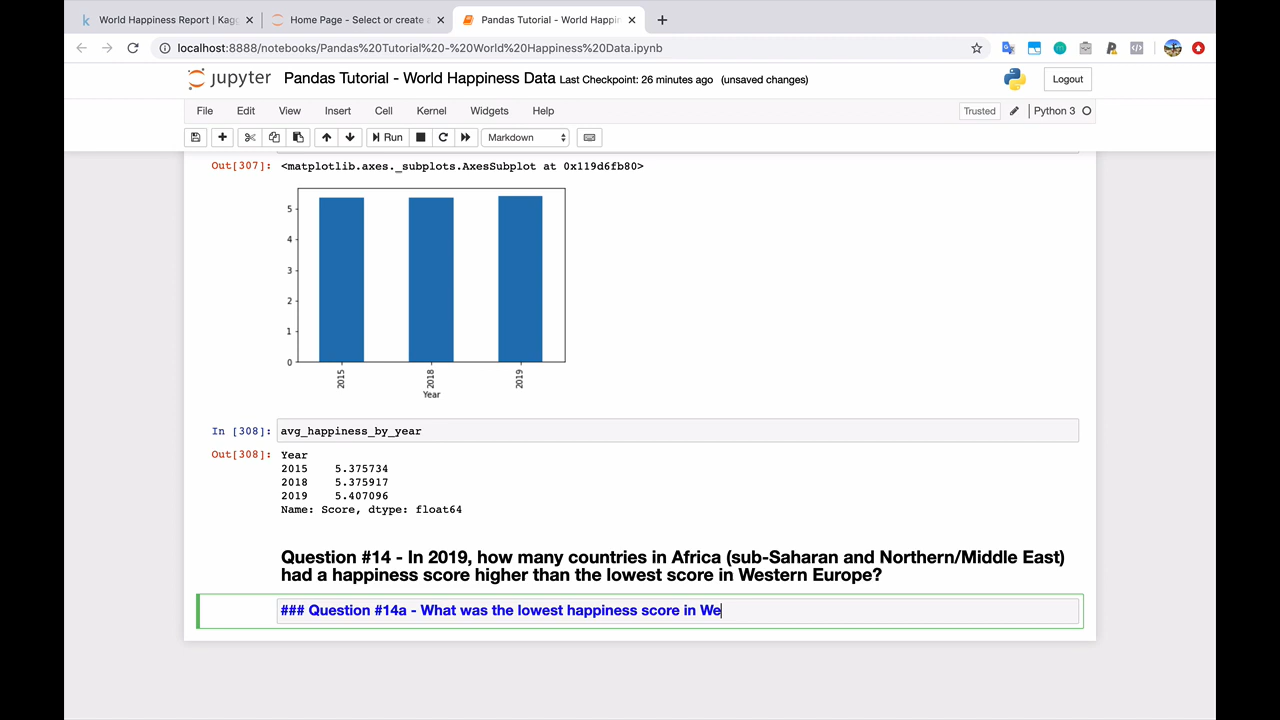 World Happiness Report | Kagg
Home Page - Select or create a
Pandas Tutorial - World Happin
localhost:8888/notebooks/Pandas%20Tutorial%20-%20World%20Happiness%20Data.ipynb
jupyter Pandas Tutorial - World Happiness Data Last Checkpoint: 26 minutes ago (unsaved changes) Logout
File Edit View Insert Cell Kernel Widgets Help Trusted Python 3
Run Markdown
Out[307]: <matplotlib.axes._subplots.AxesSubplot at 0x119d6fb80>
5
4
3
2
1
0
2015 2018 2019
Year
In [308]: avg_happiness_by_year
Out[308]: Year
2015 5.375734
2018 5.375917
2019 5.407096
Name: Score, dtype: float64
Question #14 - In 2019, how many countries in Africa (sub-Saharan and Northern/Middle East)
had a happiness score higher than the lowest score in Western Europe?
### Question #14a - What was the lowest happiness score in We